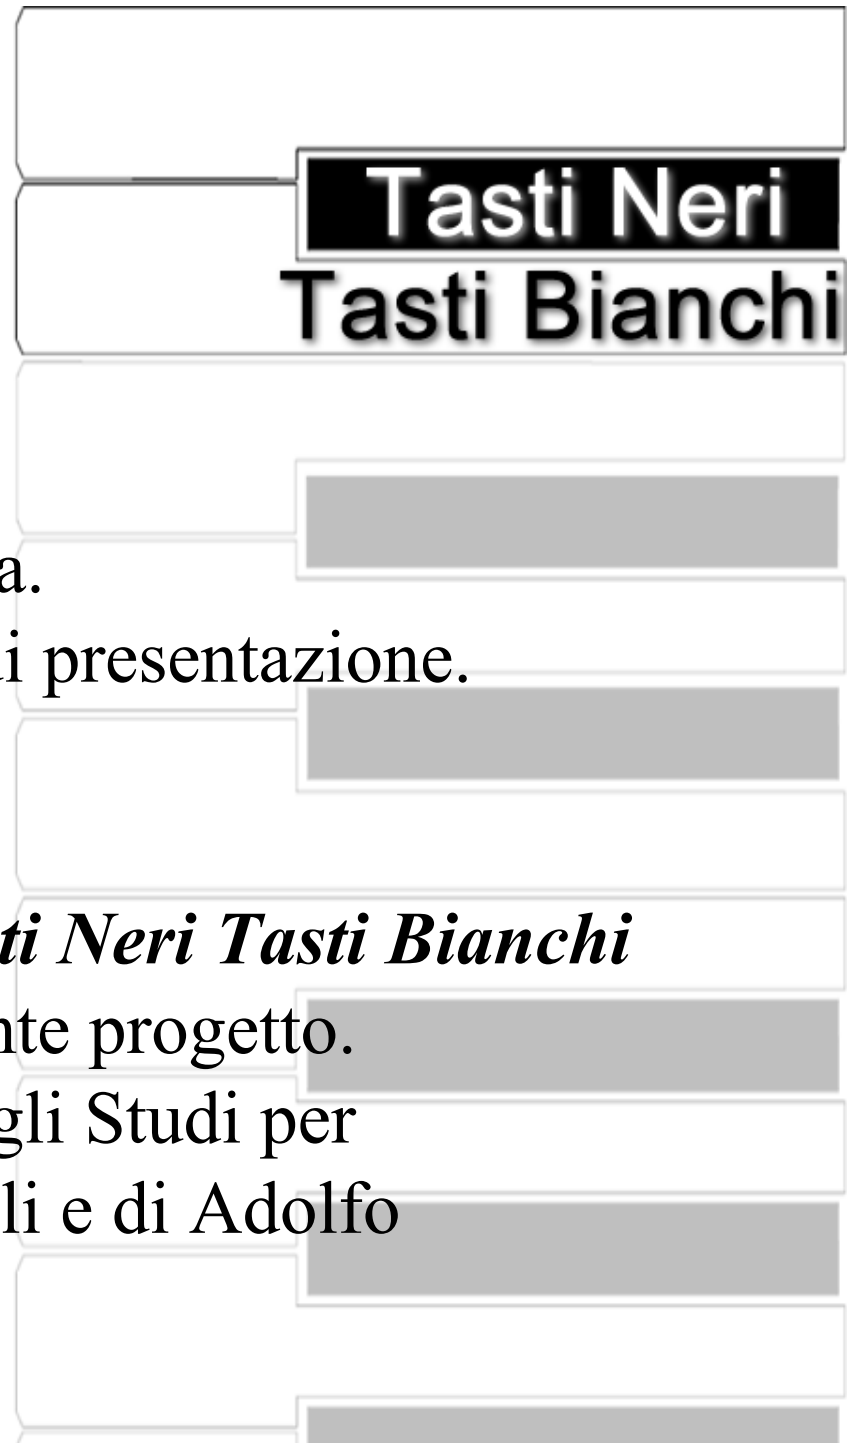 Tasti Neri
Tasti Bianchi
a.
presentazione.
ti Neri Tasti Bianchi
nte progetto.
gli Studi per
li e di Adolfo